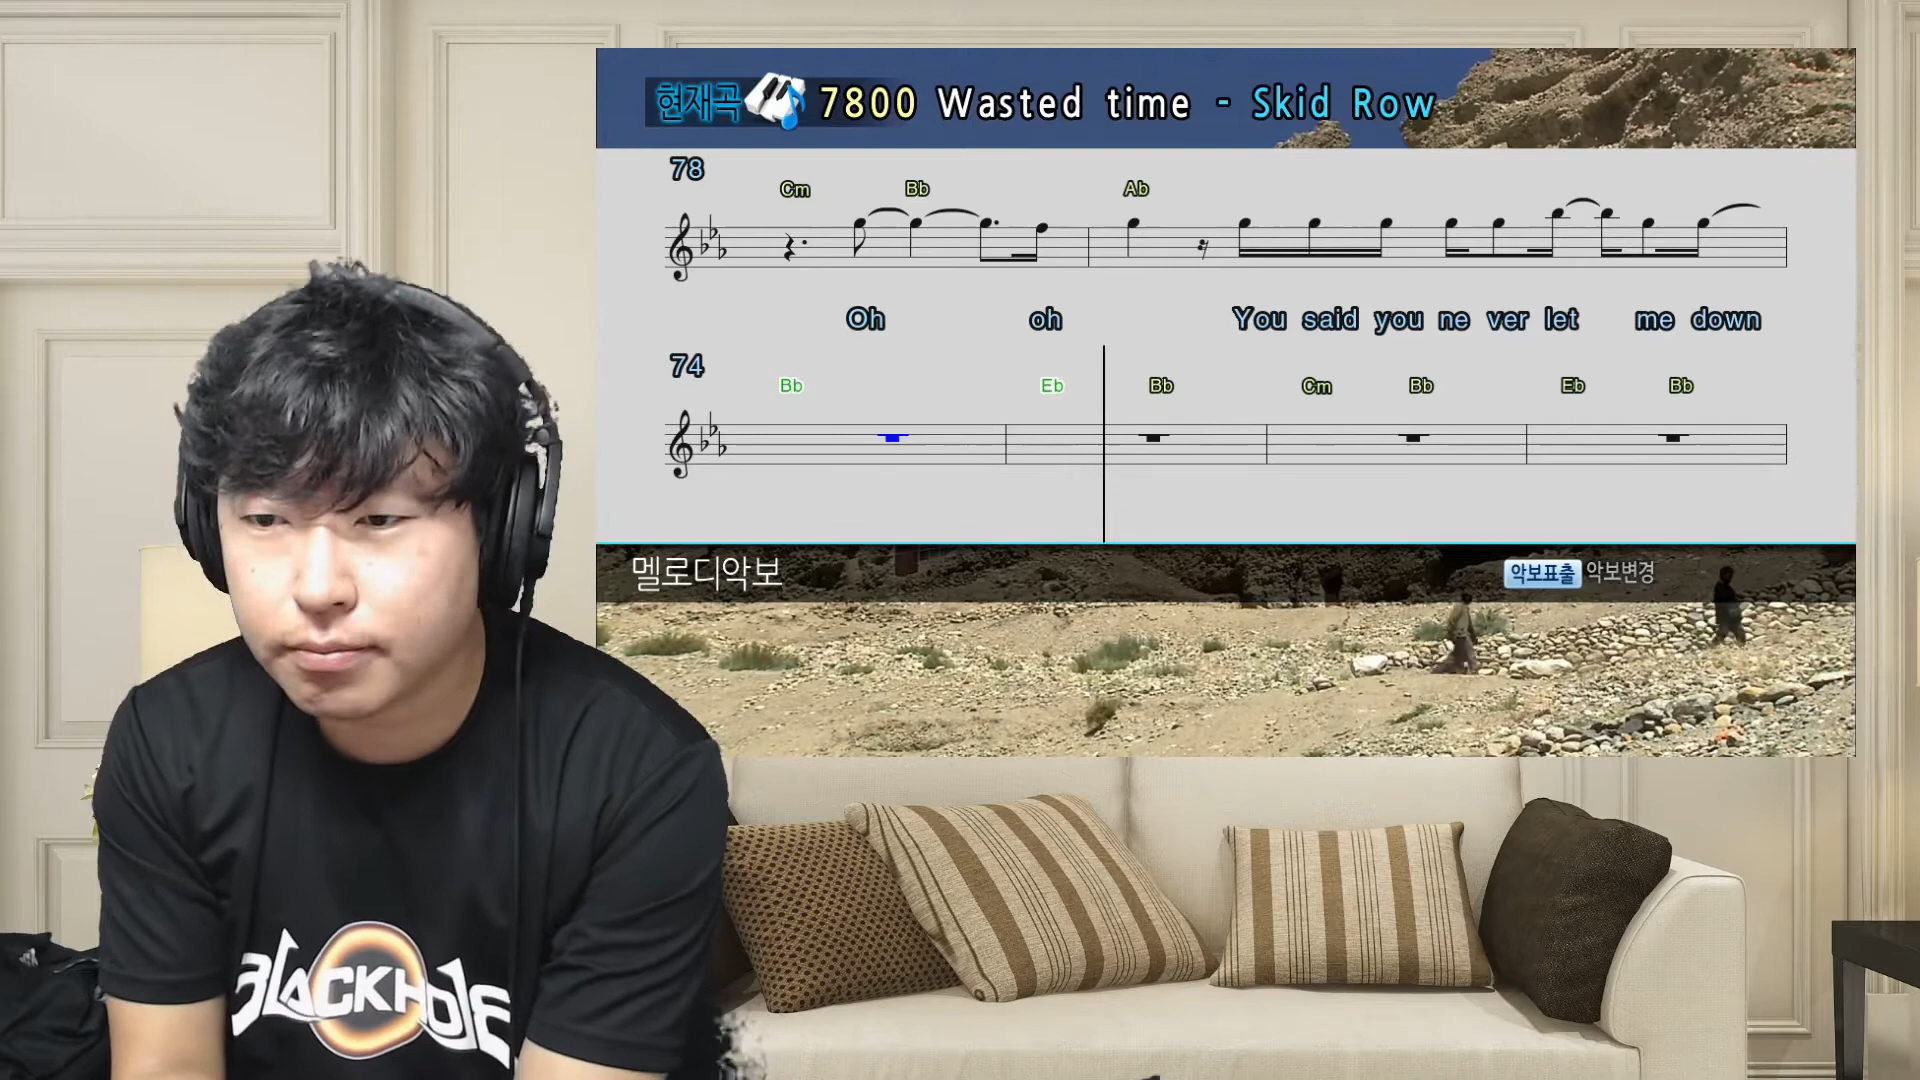 현재곡 7800 Wasted time - Skid Row
78
Cm Bb Ab
Oh oh You said you ne ver let me down
74
Bb Eb Bb Cm Bb Eb Bb
멜로디악보 악보표출 악보변경
BLACKHOLE